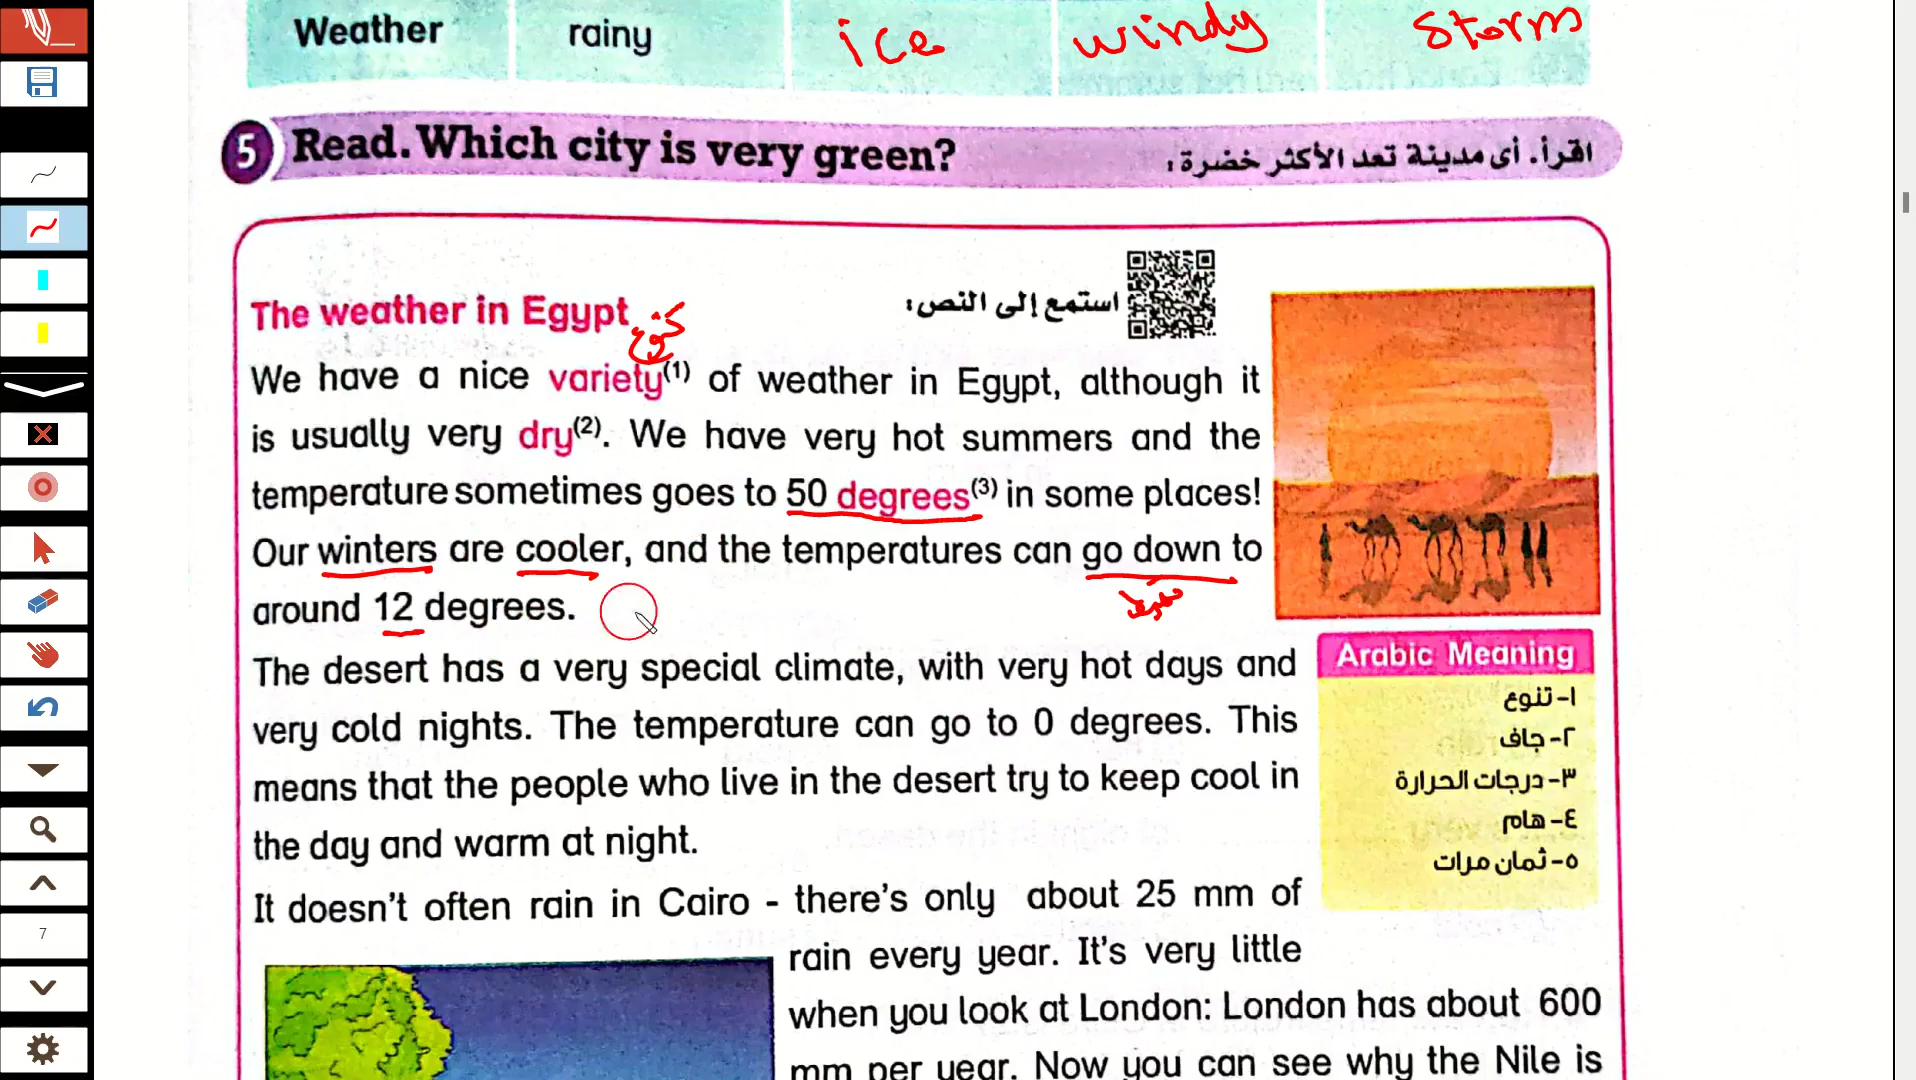 Weather rainy ice windy storm
5 Read. Which city is very green? اقرأ. أى مدينة تعد الأكثر خضرة:
The weather in Egypt استمع إلى النص:
We have a nice variety(1) of weather in Egypt, although it
is usually very dry(2). We have very hot summers and the
temperature sometimes goes to 50 degrees(3) in some places!
Our winters are cooler, and the temperatures can go down to
around 12 degrees.
The desert has a very special climate, with very hot days and
very cold nights. The temperature can go to 0 degrees. This
means that the people who live in the desert try to keep cool in
the day and warm at night.
It doesn't often rain in Cairo - there's only about 25 mm of
rain every year. It's very little
when you look at London: London has about 600
mm per year. Now you can see why the Nile is
Arabic Meaning
١- تنوع
٢- جاف
٣- درجات الحرارة
٤- هام
٥- ثمان مرات
7